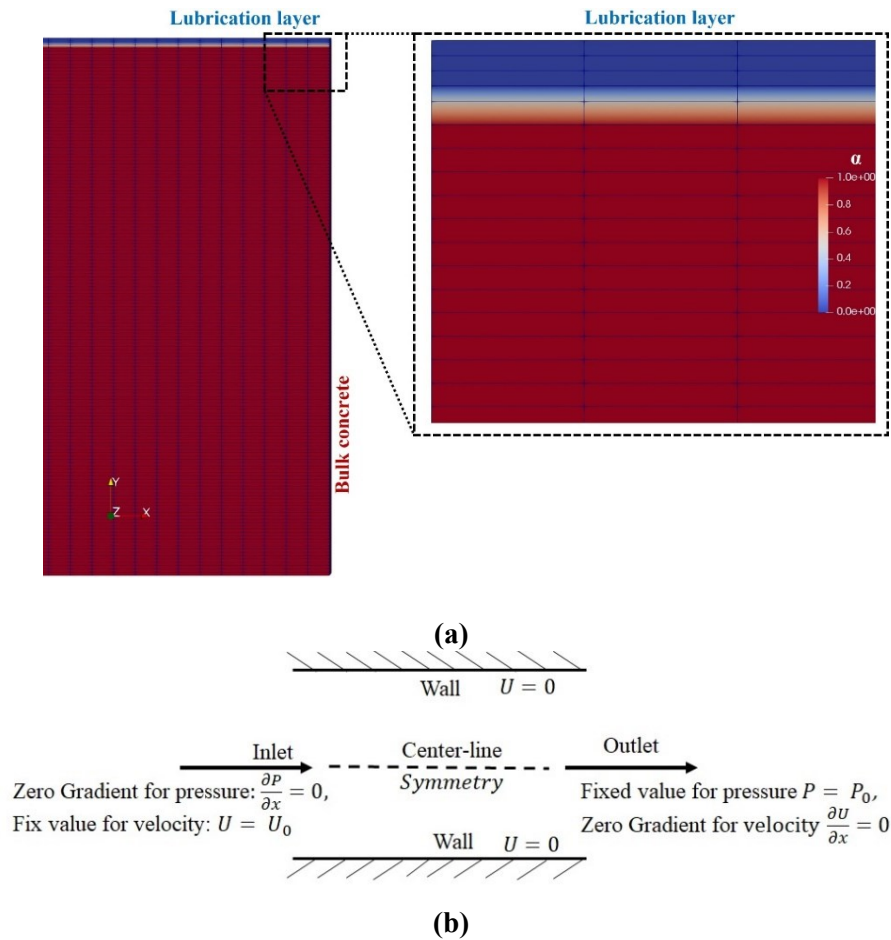 Lubrication layer
Lubrication layer
α
1.0e+00
0.8
0.6
0.4
0.2
0.0e+00
Bulk concrete
Y
Z
X
(a)
Wall U = 0
Inlet
Center-line
Outlet
Symmetry
Zero Gradient for pressure: ∂P/∂x = 0,
Fix value for velocity: U = U₀
Fixed value for pressure P = P₀,
Zero Gradient for velocity ∂U/∂x = 0
Wall U = 0
(b)